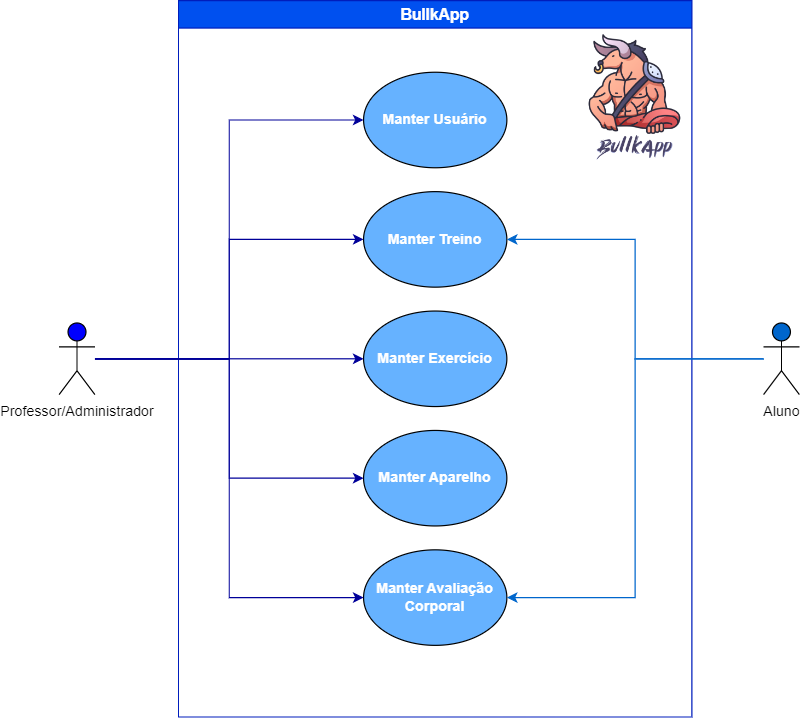 BullkApp
BullkApp
Manter Usuário
Manter Treino
Manter Exercício
Professor/Administrador
Aluno
Manter Aparelho
Manter Avaliação
Corporal